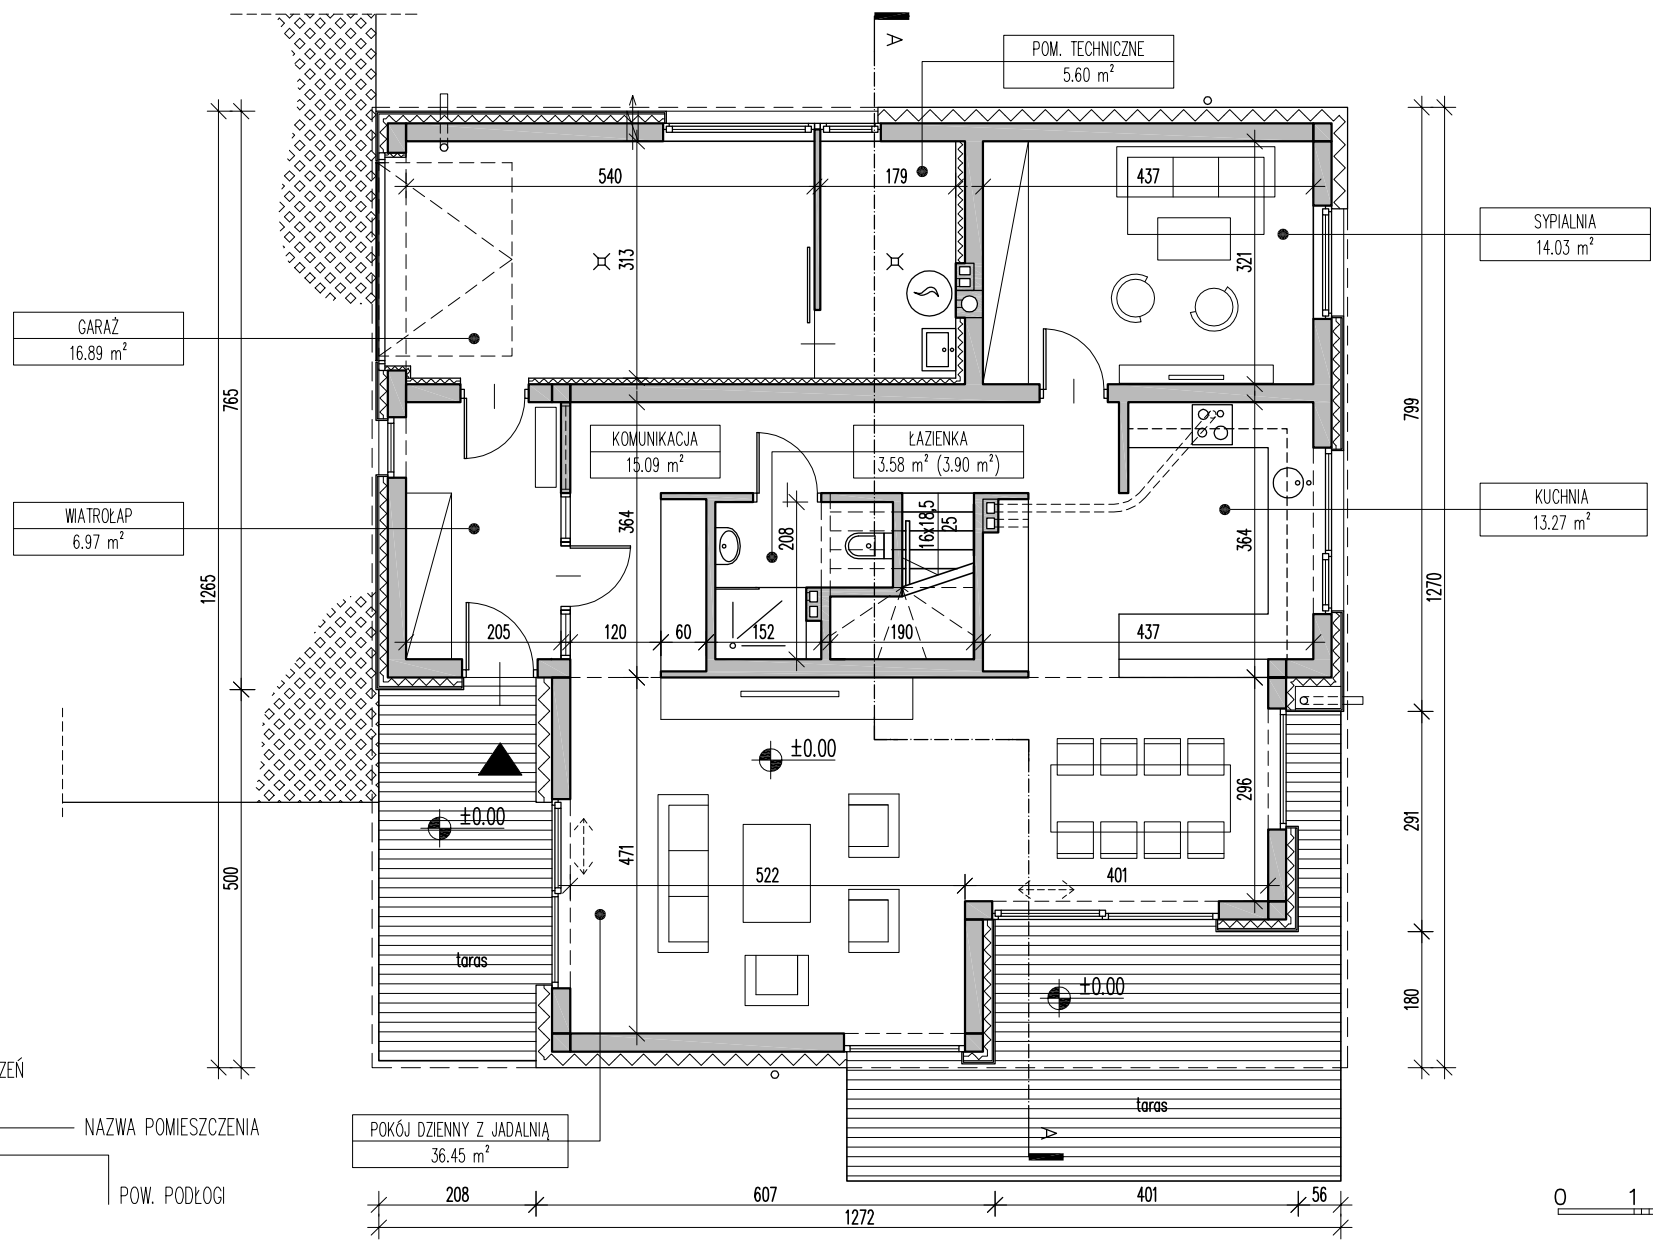 A
POM. TECHNICZNE
5.60 m²
540
179
437
SYPIALNIA
14.03 m²
313
321
GARAŻ
16.89 m²
765
799
KOMUNIKACJA
15.09 m²
ŁAZIENKA
3.58 m² (3.90 m²)
WIATROŁAP
6.97 m²
KUCHNIA
13.27 m²
364
208
16x18,5
25
364
1265
1270
205
120
60
152
190
437
±0.00
±0.00
296
291
471
500
522
401
taras
±0.00
180
ZEŃ
NAZWA POMIESZCZENIA
POKÓJ DZIENNY Z JADALNIĄ
36.45 m²
taras
A
POW. PODŁOGI
208
607
401
56
1272
0 1